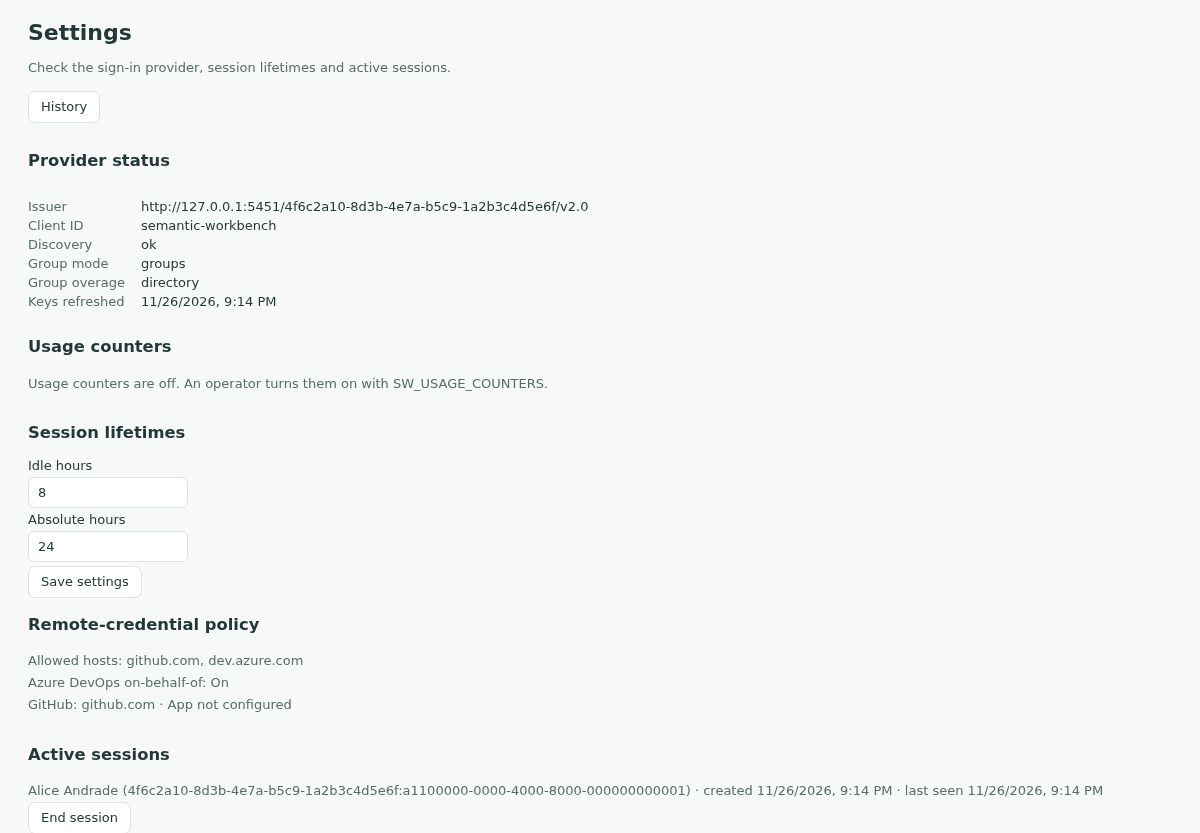 Settings
Check the sign-in provider, session lifetimes and active sessions.
History
Provider status
Issuer http://127.0.0.1:5451/4f6c2a10-8d3b-4e7a-b5c9-1a2b3c4d5e6f/v2.0
Client ID semantic-workbench
Discovery ok
Group mode groups
Group overage directory
Keys refreshed 11/26/2026, 9:14 PM
Usage counters
Usage counters are off. An operator turns them on with SW_USAGE_COUNTERS.
Session lifetimes
Idle hours
8
Absolute hours
24
Save settings
Remote-credential policy
Allowed hosts: github.com, dev.azure.com
Azure DevOps on-behalf-of: On
GitHub: github.com · App not configured
Active sessions
Alice Andrade (4f6c2a10-8d3b-4e7a-b5c9-1a2b3c4d5e6f:a1100000-0000-4000-8000-000000000001) · created 11/26/2026, 9:14 PM · last seen 11/26/2026, 9:14 PM
End session